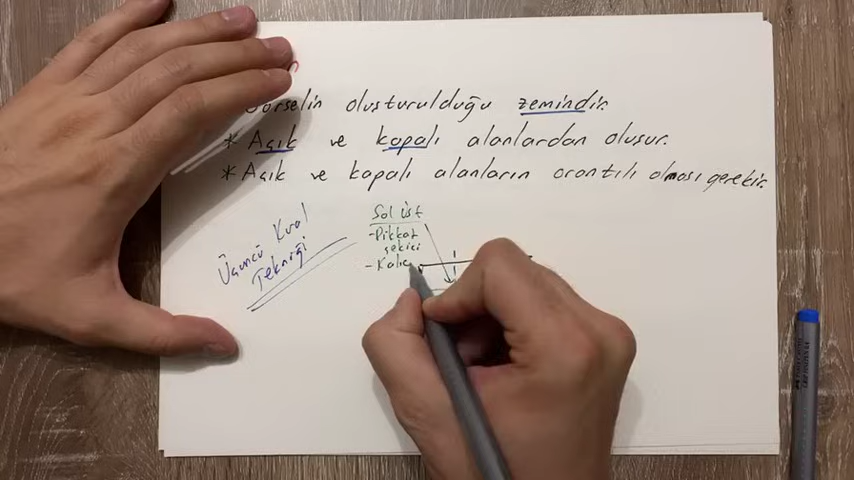 Görselin oluşturulduğu zemindir.
* Açık ve kapalı alanlardan oluşur.
* Açık ve kapalı alanların orantılı olması gerekir.
Üçüncü Kural
Tekniği
Sol üst
- Dikkat
çekici
- Kalıc